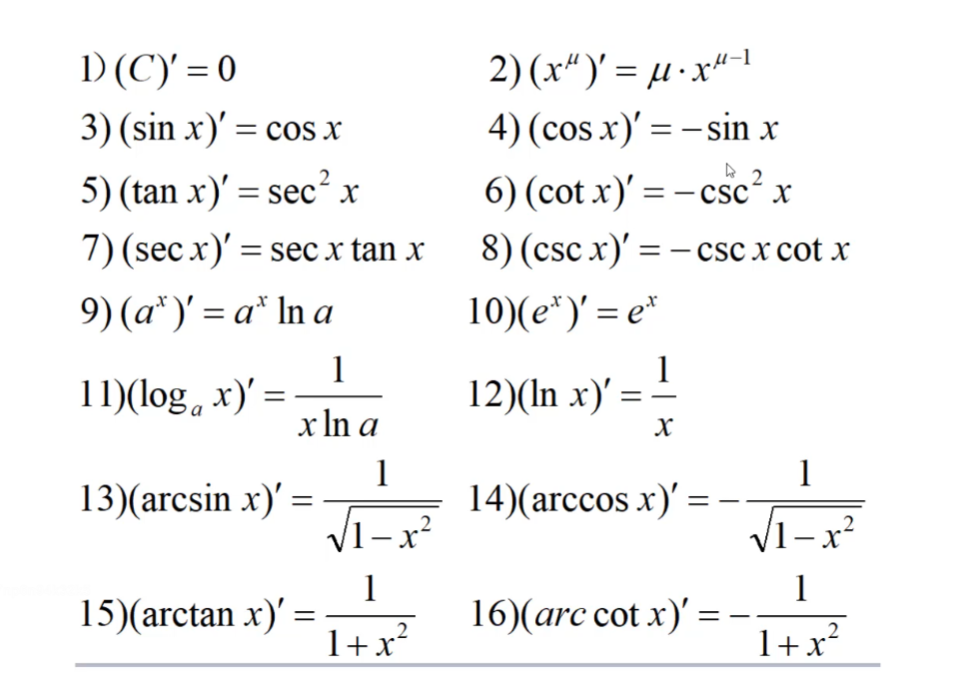 1) (C)′ = 0    2) (x^μ)′ = μ · x^(μ−1)
3) (sin x)′ = cos x    4) (cos x)′ = − sin x
5) (tan x)′ = sec² x    6) (cot x)′ = − csc² x
7) (sec x)′ = sec x tan x    8) (csc x)′ = − csc x cot x
9) (a^x)′ = a^x ln a    10)(e^x)′ = e^x
11)(log_a x)′ = 1/(x ln a)    12)(ln x)′ = 1/x
13)(arcsin x)′ = 1/√(1 − x²)    14)(arccos x)′ = − 1/√(1 − x²)
15)(arctan x)′ = 1/(1 + x²)    16)(arc cot x)′ = − 1/(1 + x²)